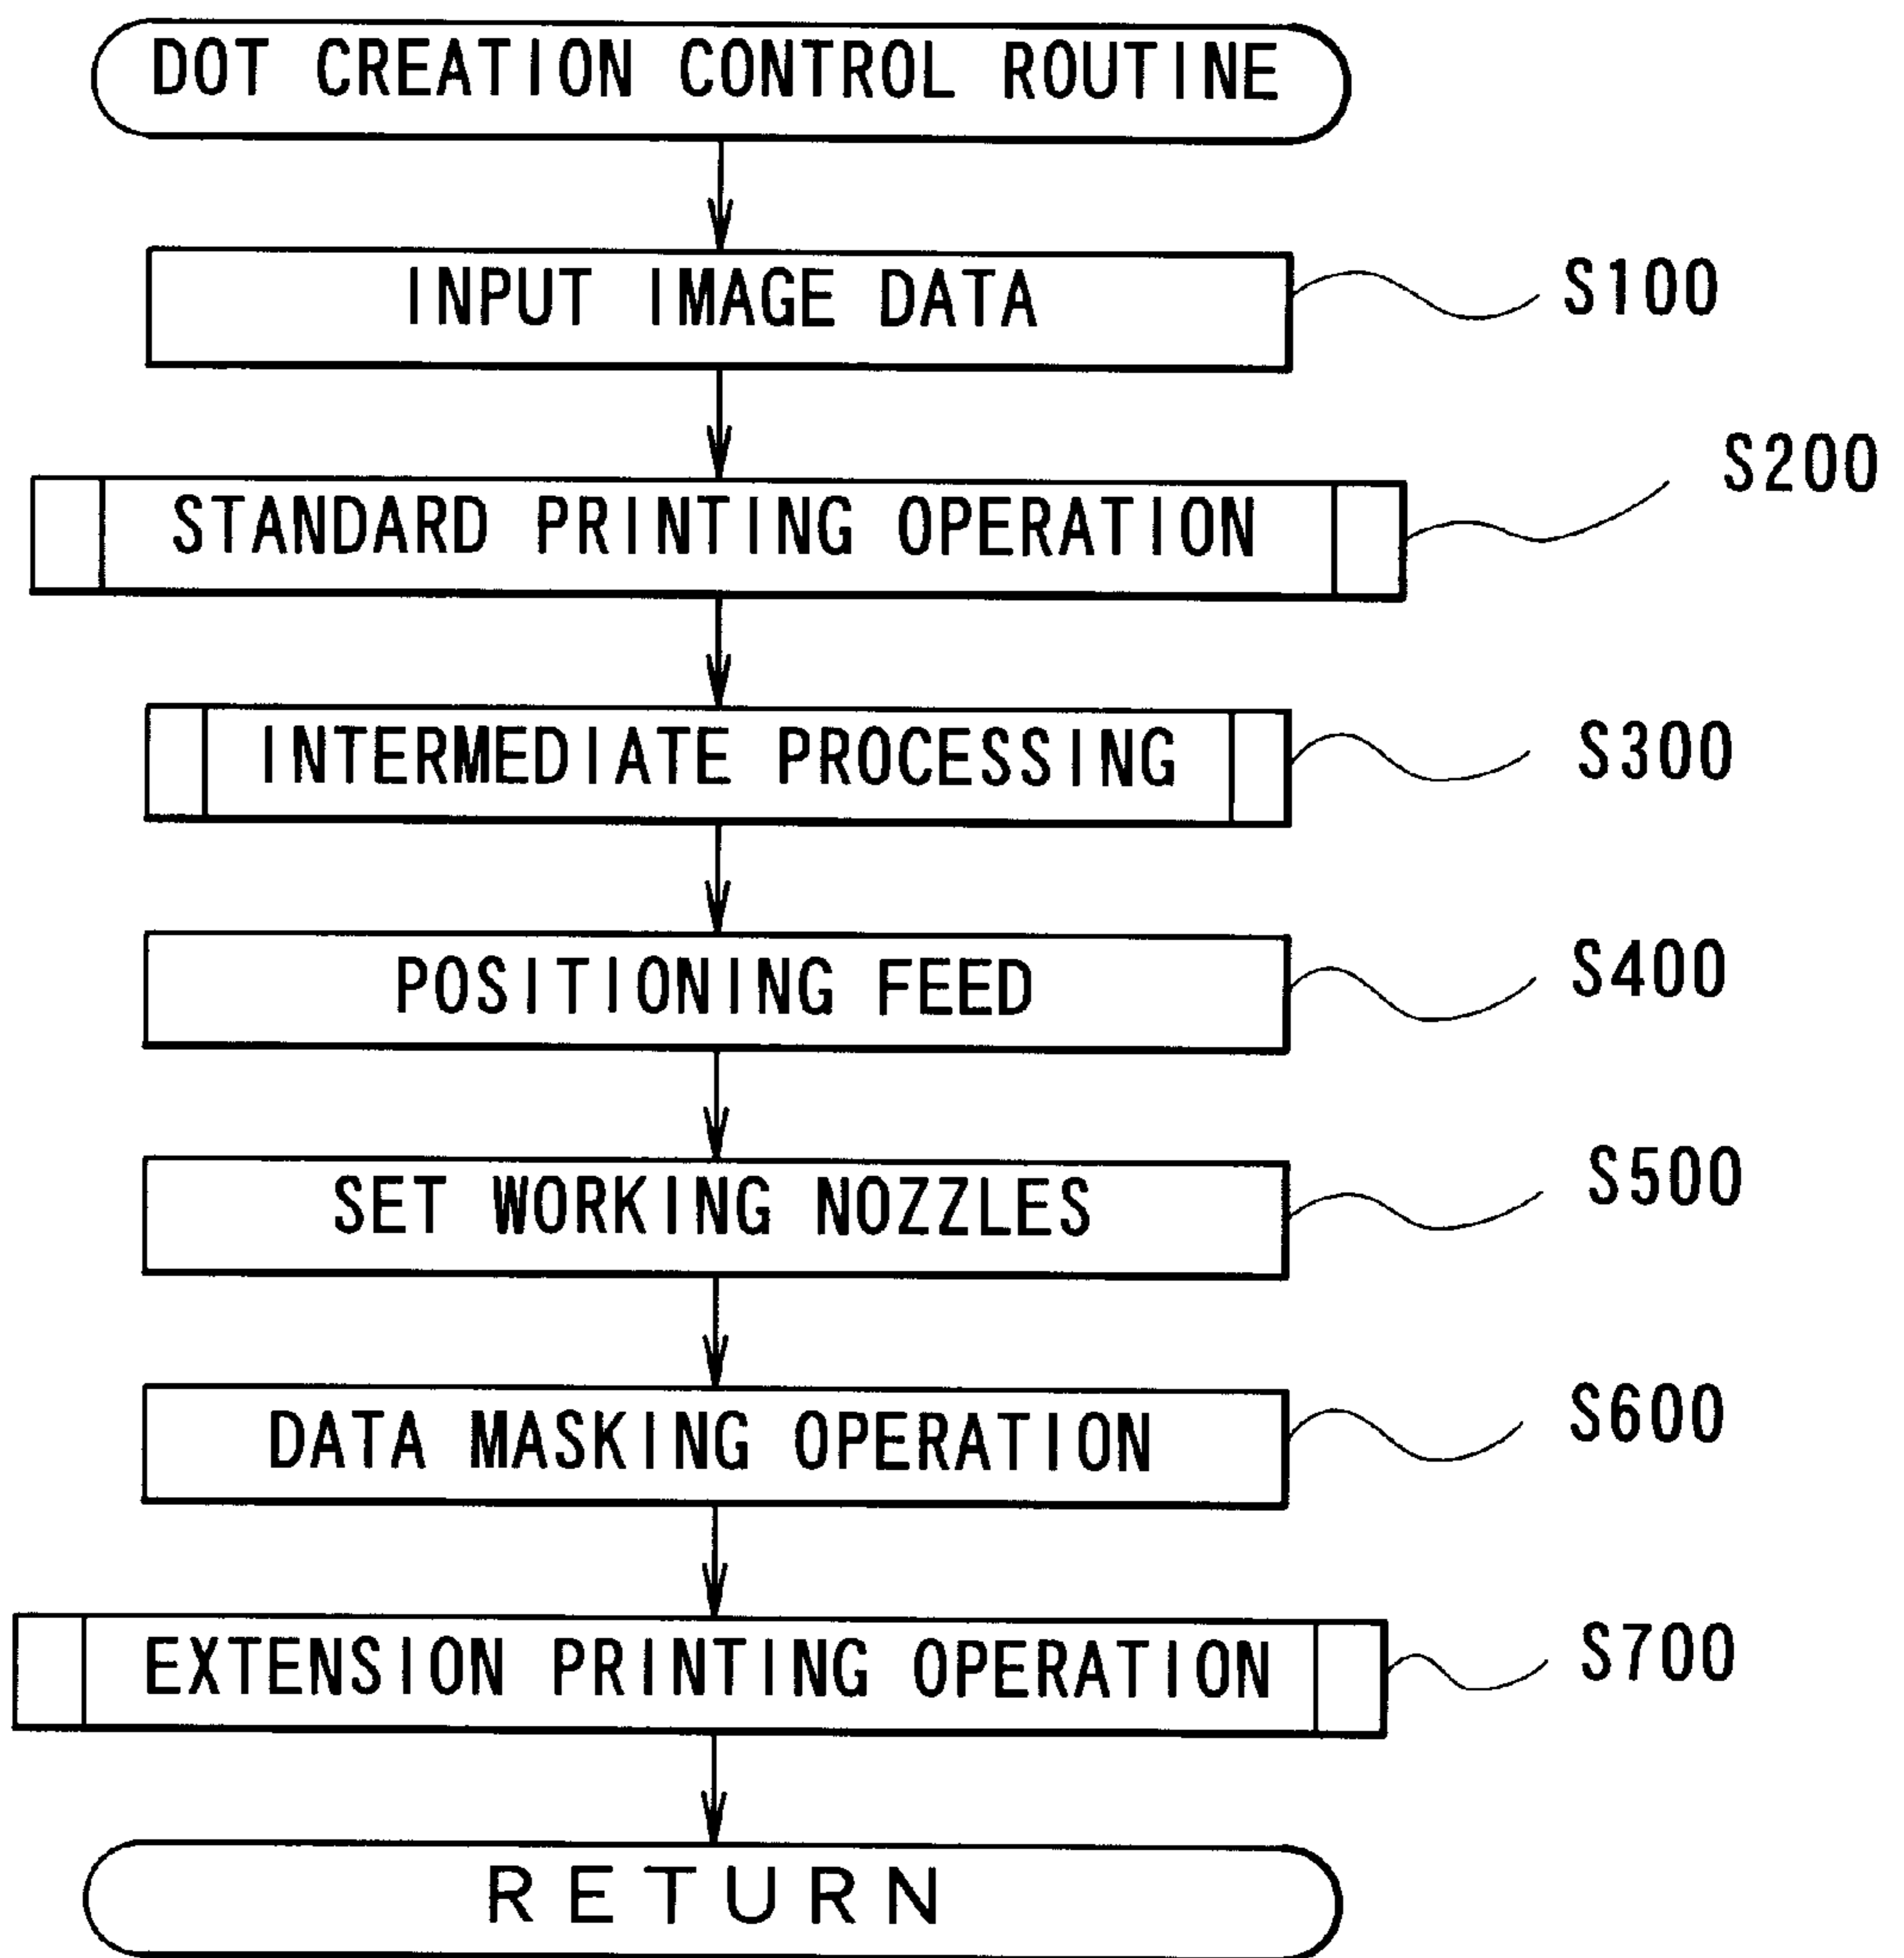 DOT CREATION CONTROL ROUTINE
INPUT IMAGE DATA S100
STANDARD PRINTING OPERATION S200
INTERMEDIATE PROCESSING S300
POSITIONING FEED S400
SET WORKING NOZZLES S500
DATA MASKING OPERATION S600
EXTENSION PRINTING OPERATION S700
RETURN